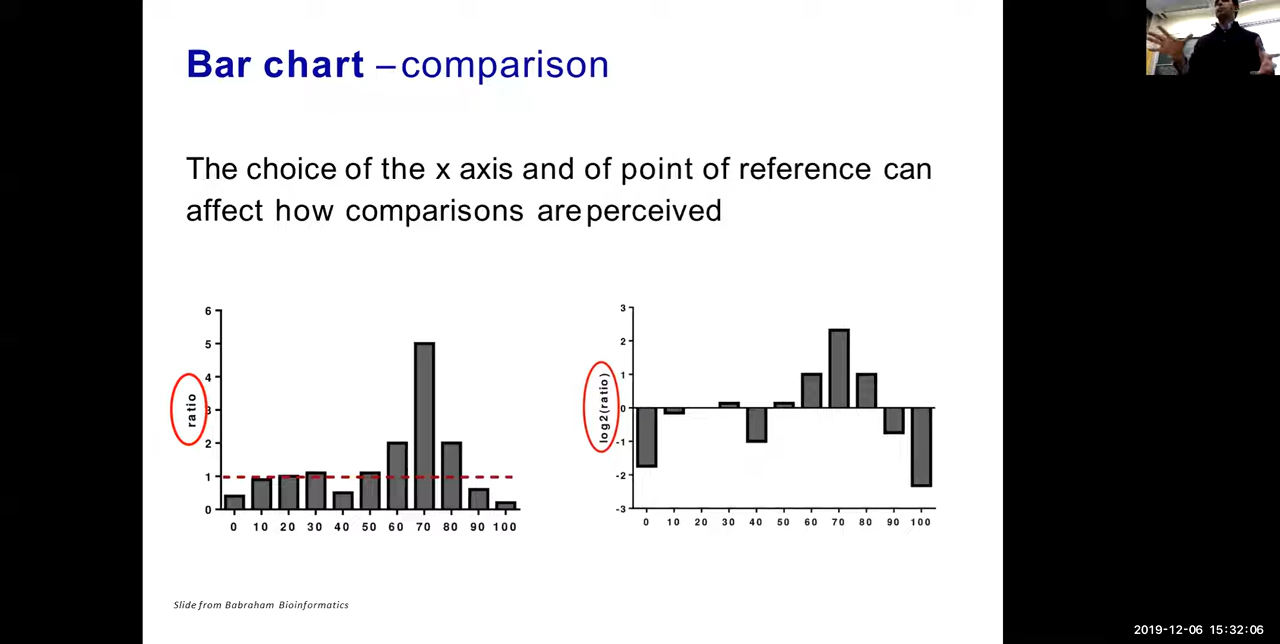 Bar chart – comparison
The choice of the x axis and of point of reference can
affect how comparisons are perceived
6
5
4
3
2
1
0
ratio
0 10 20 30 40 50 60 70 80 90 100
3
2
1
0
-1
-2
-3
log2(ratio)
0 10 20 30 40 50 60 70 80 90 100
Slide from Babraham Bioinformatics
2019-12-06 15:32:06